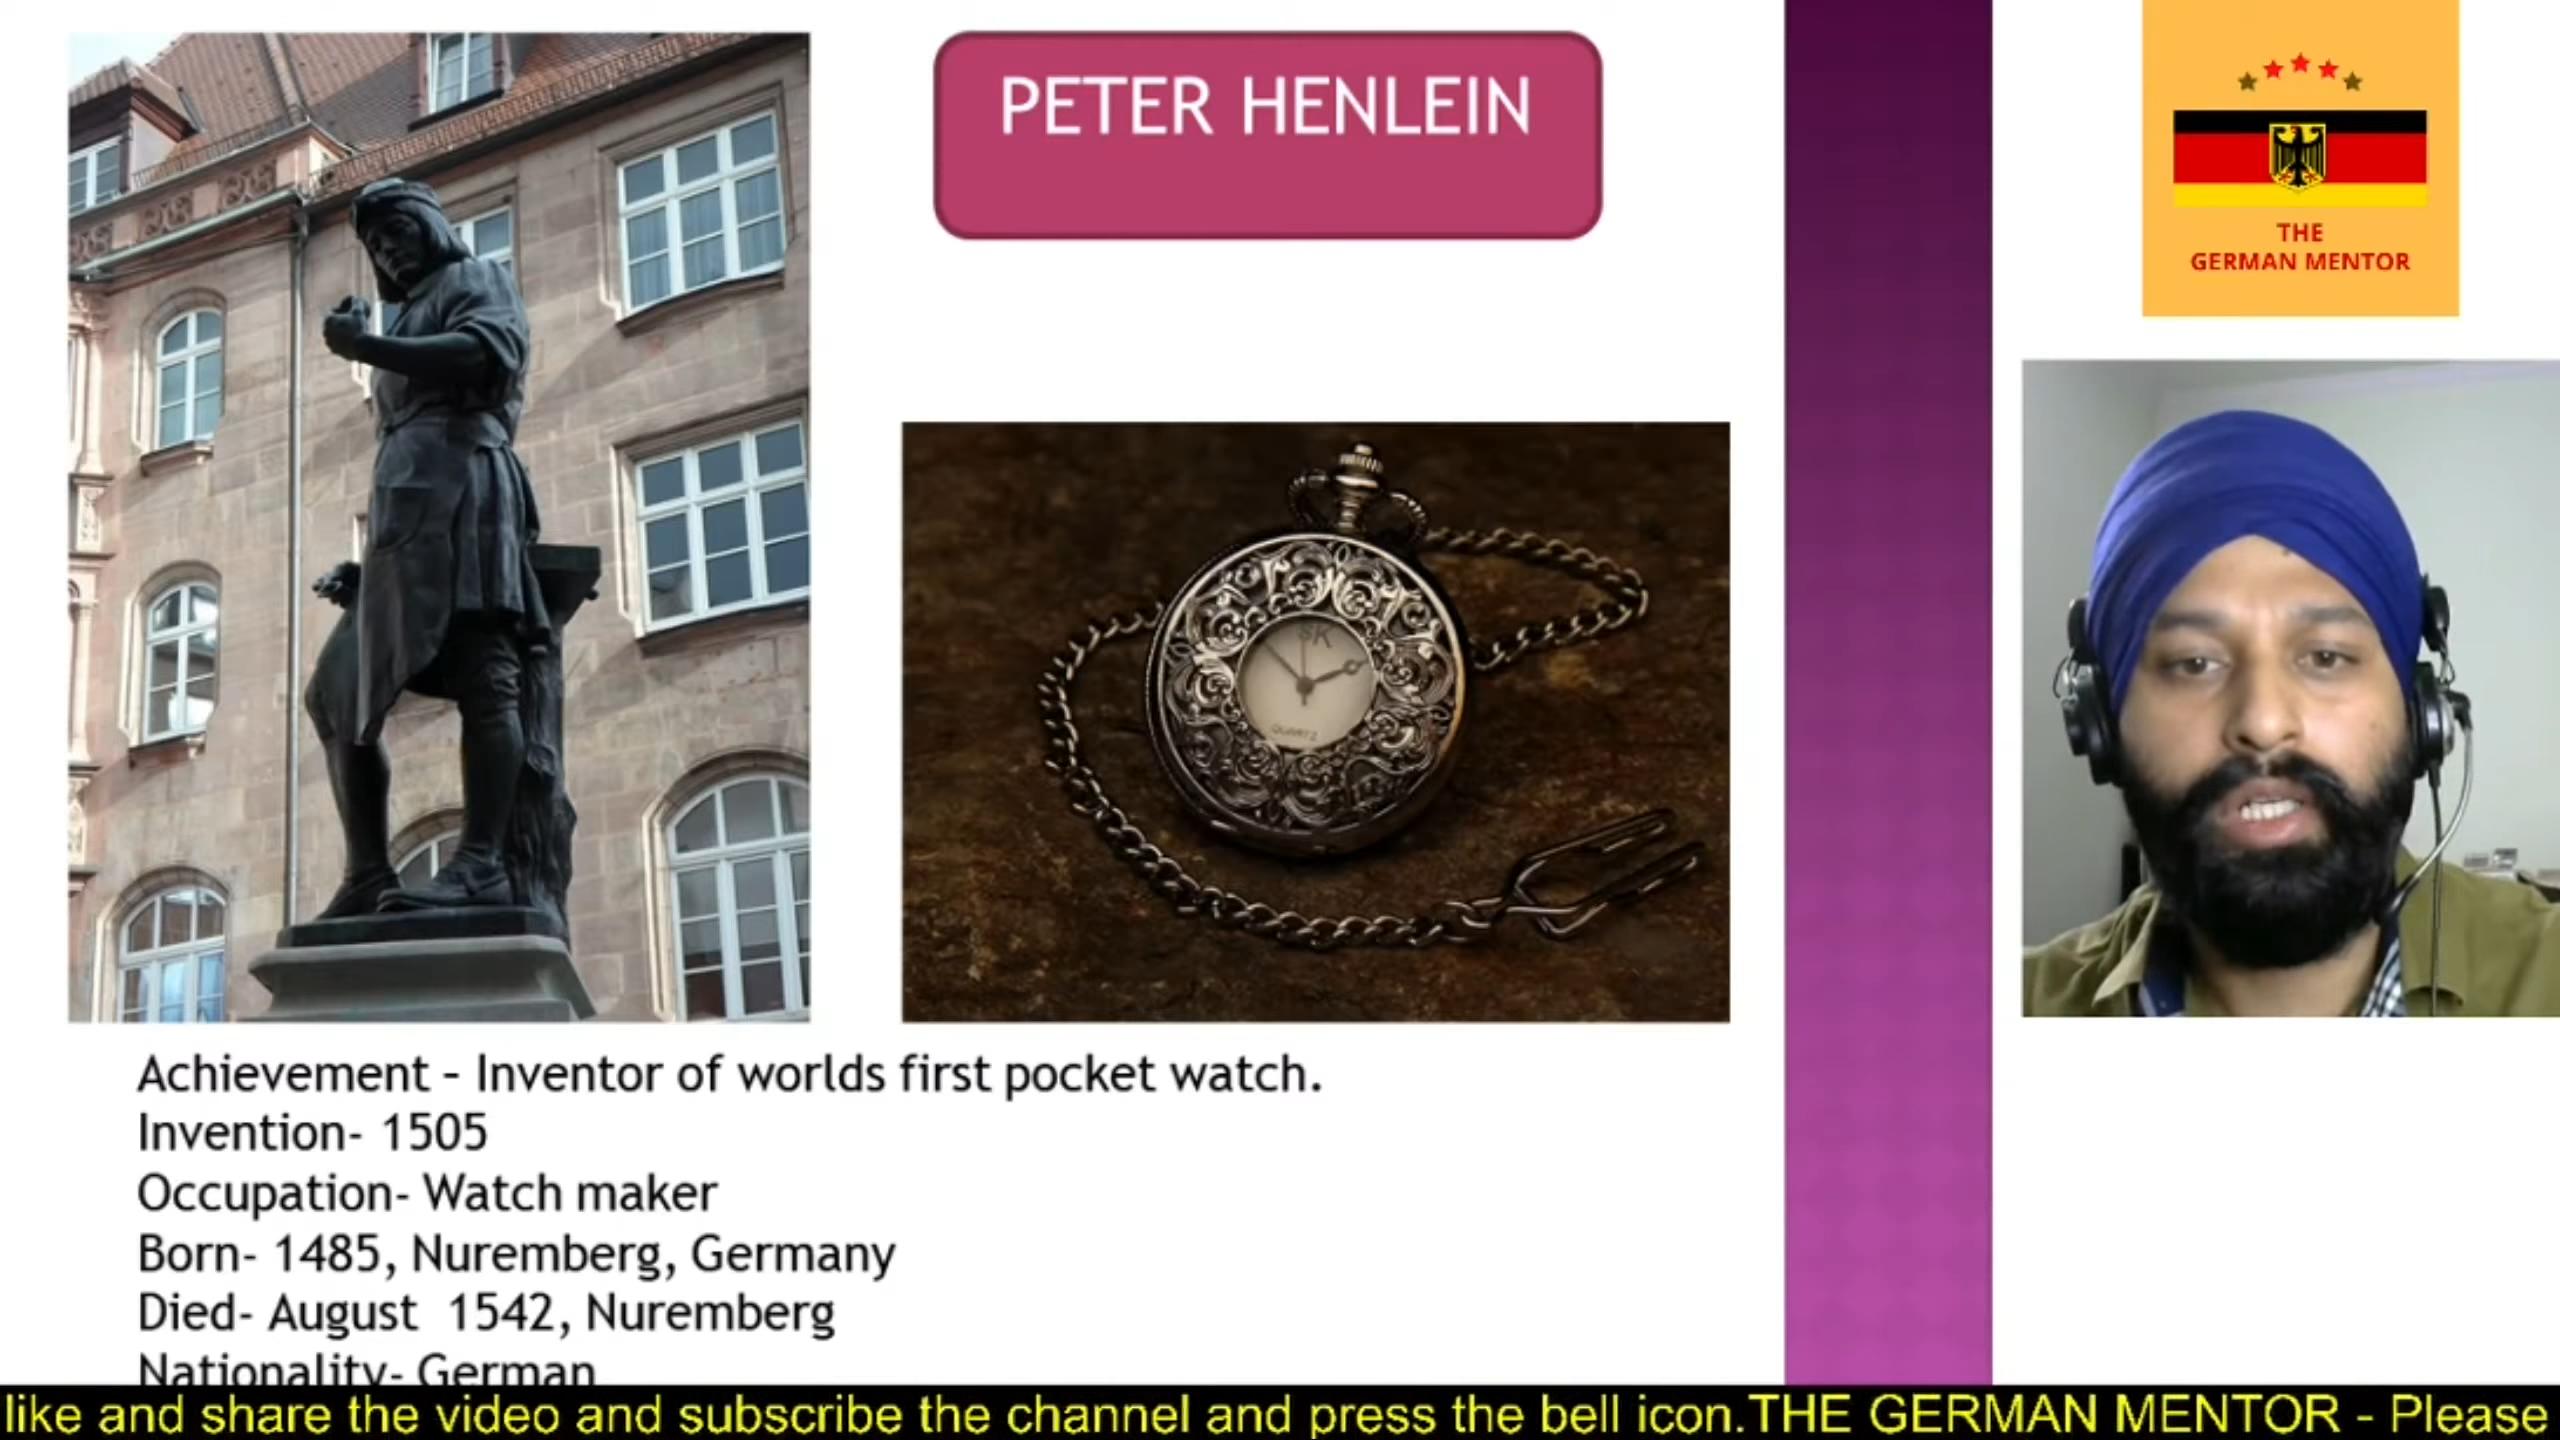 PETER HENLEIN
THE
GERMAN MENTOR
SK
QUARTZ
Achievement – Inventor of worlds first pocket watch.
Invention- 1505
Occupation- Watch maker
Born- 1485, Nuremberg, Germany
Died- August  1542, Nuremberg
Nationality- German
like and share the video and subscribe the channel and press the bell icon.THE GERMAN MENTOR - Please